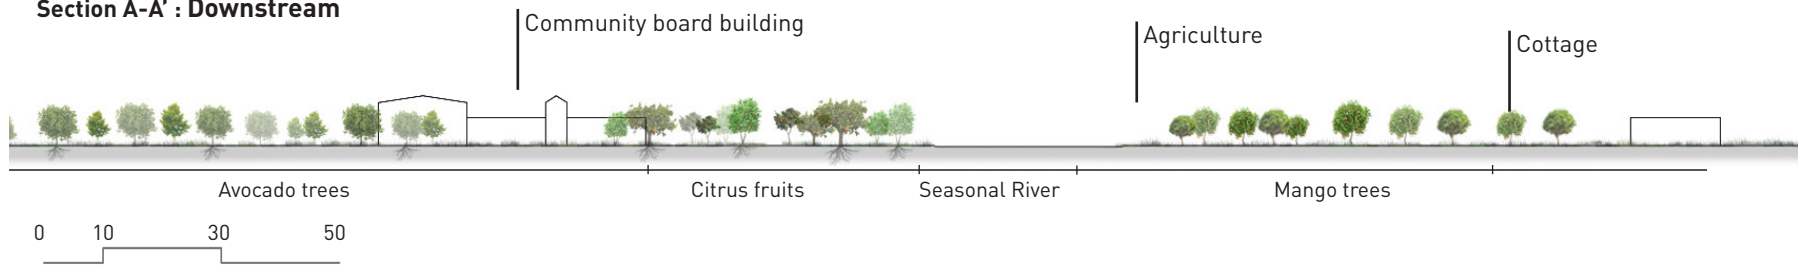 Section A-A’ : Downstream
Community board building
Agriculture
Cottage
Avocado trees
Citrus fruits
Seasonal River
Mango trees
0 10 30 50